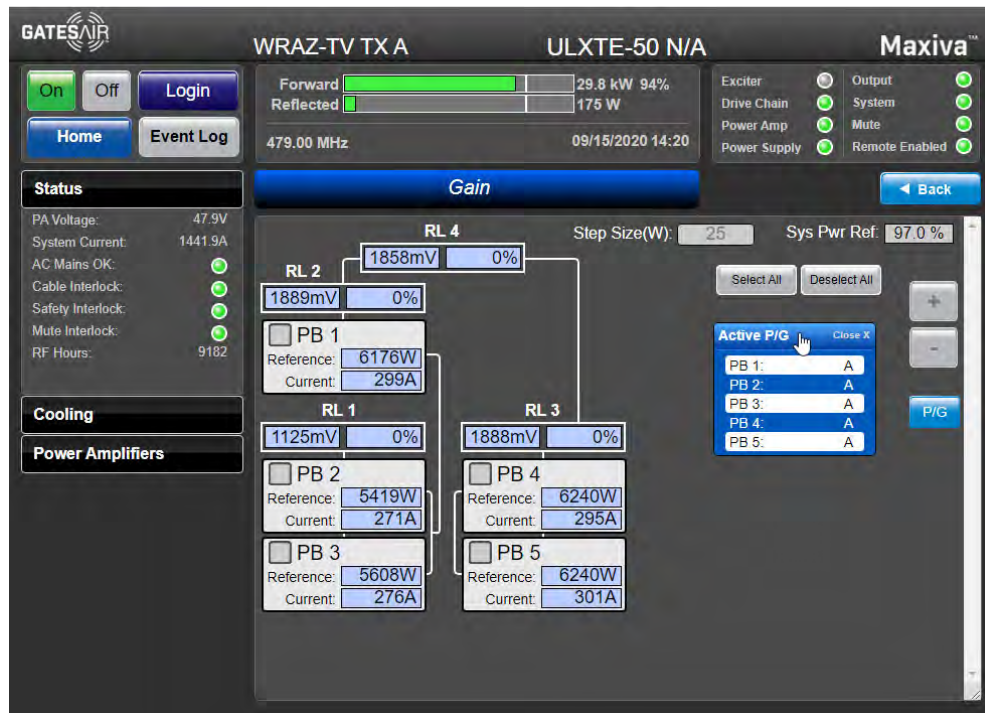 GATESAIR
WRAZ-TV TX A
ULXTE-50 N/A
Maxiva™
On
Off
Login
Home
Event Log
Forward
29.8 kW 94%
Reflected
175 W
479.00 MHz
09/15/2020 14:20
Exciter
Output
Drive Chain
System
Power Amp
Mute
Power Supply
Remote Enabled
Status
Gain
Back
PA Voltage: 47.9V
System Current: 1441.9A
AC Mains OK:
Cable Interlock:
Safety Interlock:
Mute Interlock:
RF Hours: 9182
Cooling
Power Amplifiers
RL 4
1858mV 0%
Step Size(W): 25
Sys Pwr Ref: 97.0 %
RL 2
1889mV 0%
PB 1
Reference: 6176W
Current: 299A
RL 1
1125mV 0%
PB 2
Reference: 5419W
Current: 271A
PB 3
Reference: 5608W
Current: 276A
RL 3
1888mV 0%
PB 4
Reference: 6240W
Current: 295A
PB 5
Reference: 6240W
Current: 301A
Select All
Deselect All
+
-
P/G
Active P/G
Close X
PB 1: A
PB 2: A
PB 3: A
PB 4: A
PB 5: A